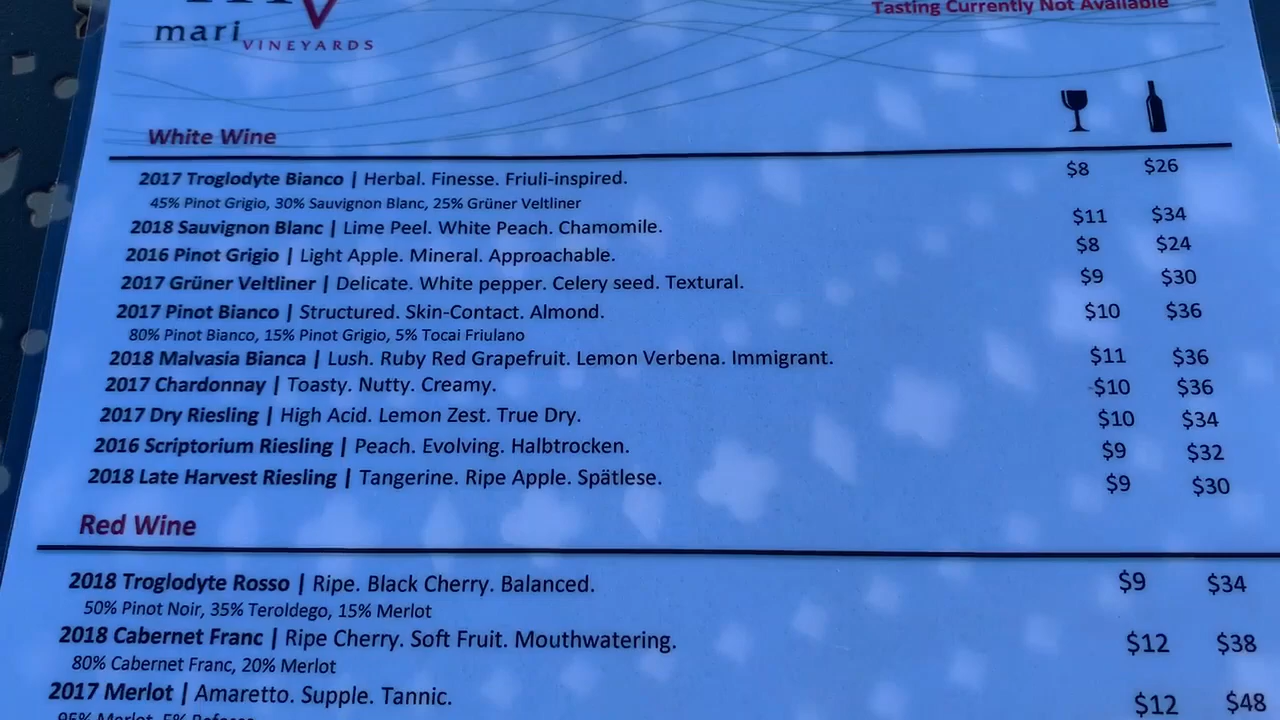 Tasting Currently Not Available
mari VINEYARDS
White Wine
2017 Troglodyte Bianco | Herbal. Finesse. Friuli-inspired. $8 $26
45% Pinot Grigio, 30% Sauvignon Blanc, 25% Grüner Veltliner
2018 Sauvignon Blanc | Lime Peel. White Peach. Chamomile. $11 $34
2016 Pinot Grigio | Light Apple. Mineral. Approachable. $8 $24
2017 Grüner Veltliner | Delicate. White pepper. Celery seed. Textural. $9 $30
2017 Pinot Bianco | Structured. Skin-Contact. Almond. $10 $36
80% Pinot Bianco, 15% Pinot Grigio, 5% Tocai Friulano
2018 Malvasia Bianca | Lush. Ruby Red Grapefruit. Lemon Verbena. Immigrant. $11 $36
2017 Chardonnay | Toasty. Nutty. Creamy. $10 $36
2017 Dry Riesling | High Acid. Lemon Zest. True Dry. $10 $34
2016 Scriptorium Riesling | Peach. Evolving. Halbtrocken. $9 $32
2018 Late Harvest Riesling | Tangerine. Ripe Apple. Spätlese. $9 $30
Red Wine
2018 Troglodyte Rosso | Ripe. Black Cherry. Balanced. $9 $34
50% Pinot Noir, 35% Teroldego, 15% Merlot
2018 Cabernet Franc | Ripe Cherry. Soft Fruit. Mouthwatering. $12 $38
80% Cabernet Franc, 20% Merlot
2017 Merlot | Amaretto. Supple. Tannic. $12 $48